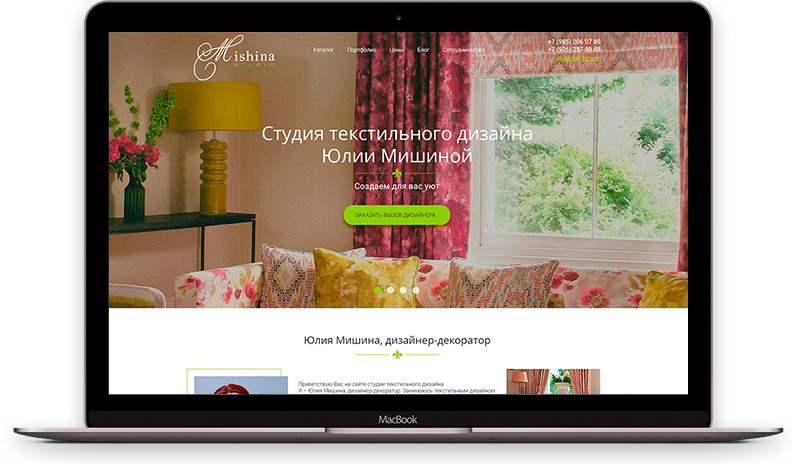 Mishina
STUDIO
Каталог Портфолио Цены Блог Сотрудничество
+7 (985) 206 07 80
+7 (926) 257 99 89
Студия текстильного дизайна
Юлии Мишиной
Создаем для вас уют
ЗАКАЗАТЬ ВЫЗОВ ДИЗАЙНЕРА
Юлия Мишина, дизайнер-декоратор
Приветствую Вас на сайте студии текстильного дизайна
Я – Юлия Мишина, дизайнер-декоратор. Занимаюсь текстильным дизайном
MacBook